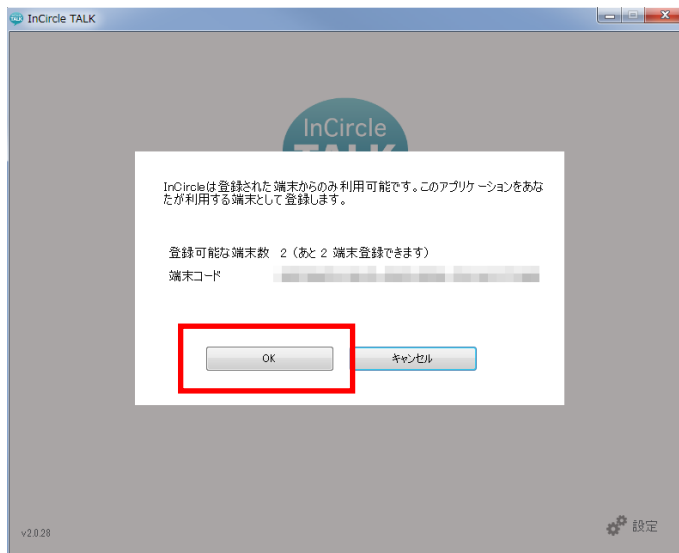 InCircle TALK
InCircle
TALK
InCircleは登録された端末からのみ利用可能です。このアプリケーションをあな
たが利用する端末として登録します。
登録可能な端末数 2（あと2 端末登録できます）
端末コード
OK
キャンセル
v2.0.28
設定